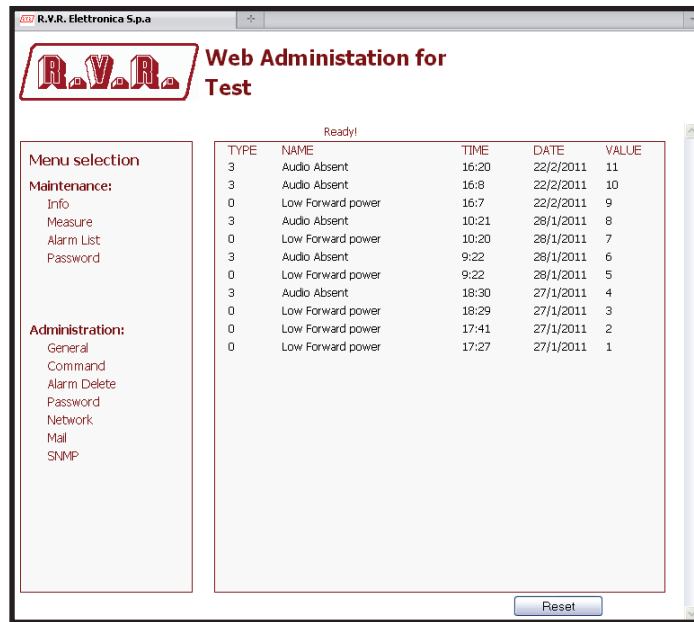 R.V.R. Elettronica S.p.a
R.V.R.
Web Administation for
Test
Ready!
Menu selection
Maintenance:
Info
Measure
Alarm List
Password
Administration:
General
Command
Alarm Delete
Password
Network
Mail
SNMP
TYPE NAME TIME DATE VALUE
3 Audio Absent 16:20 22/2/2011 11
3 Audio Absent 16:8 22/2/2011 10
0 Low Forward power 16:7 22/2/2011 9
3 Audio Absent 10:21 28/1/2011 8
0 Low Forward power 10:20 28/1/2011 7
3 Audio Absent 9:22 28/1/2011 6
0 Low Forward power 9:22 28/1/2011 5
3 Audio Absent 18:30 27/1/2011 4
0 Low Forward power 18:29 27/1/2011 3
0 Low Forward power 17:41 27/1/2011 2
0 Low Forward power 17:27 27/1/2011 1
Reset